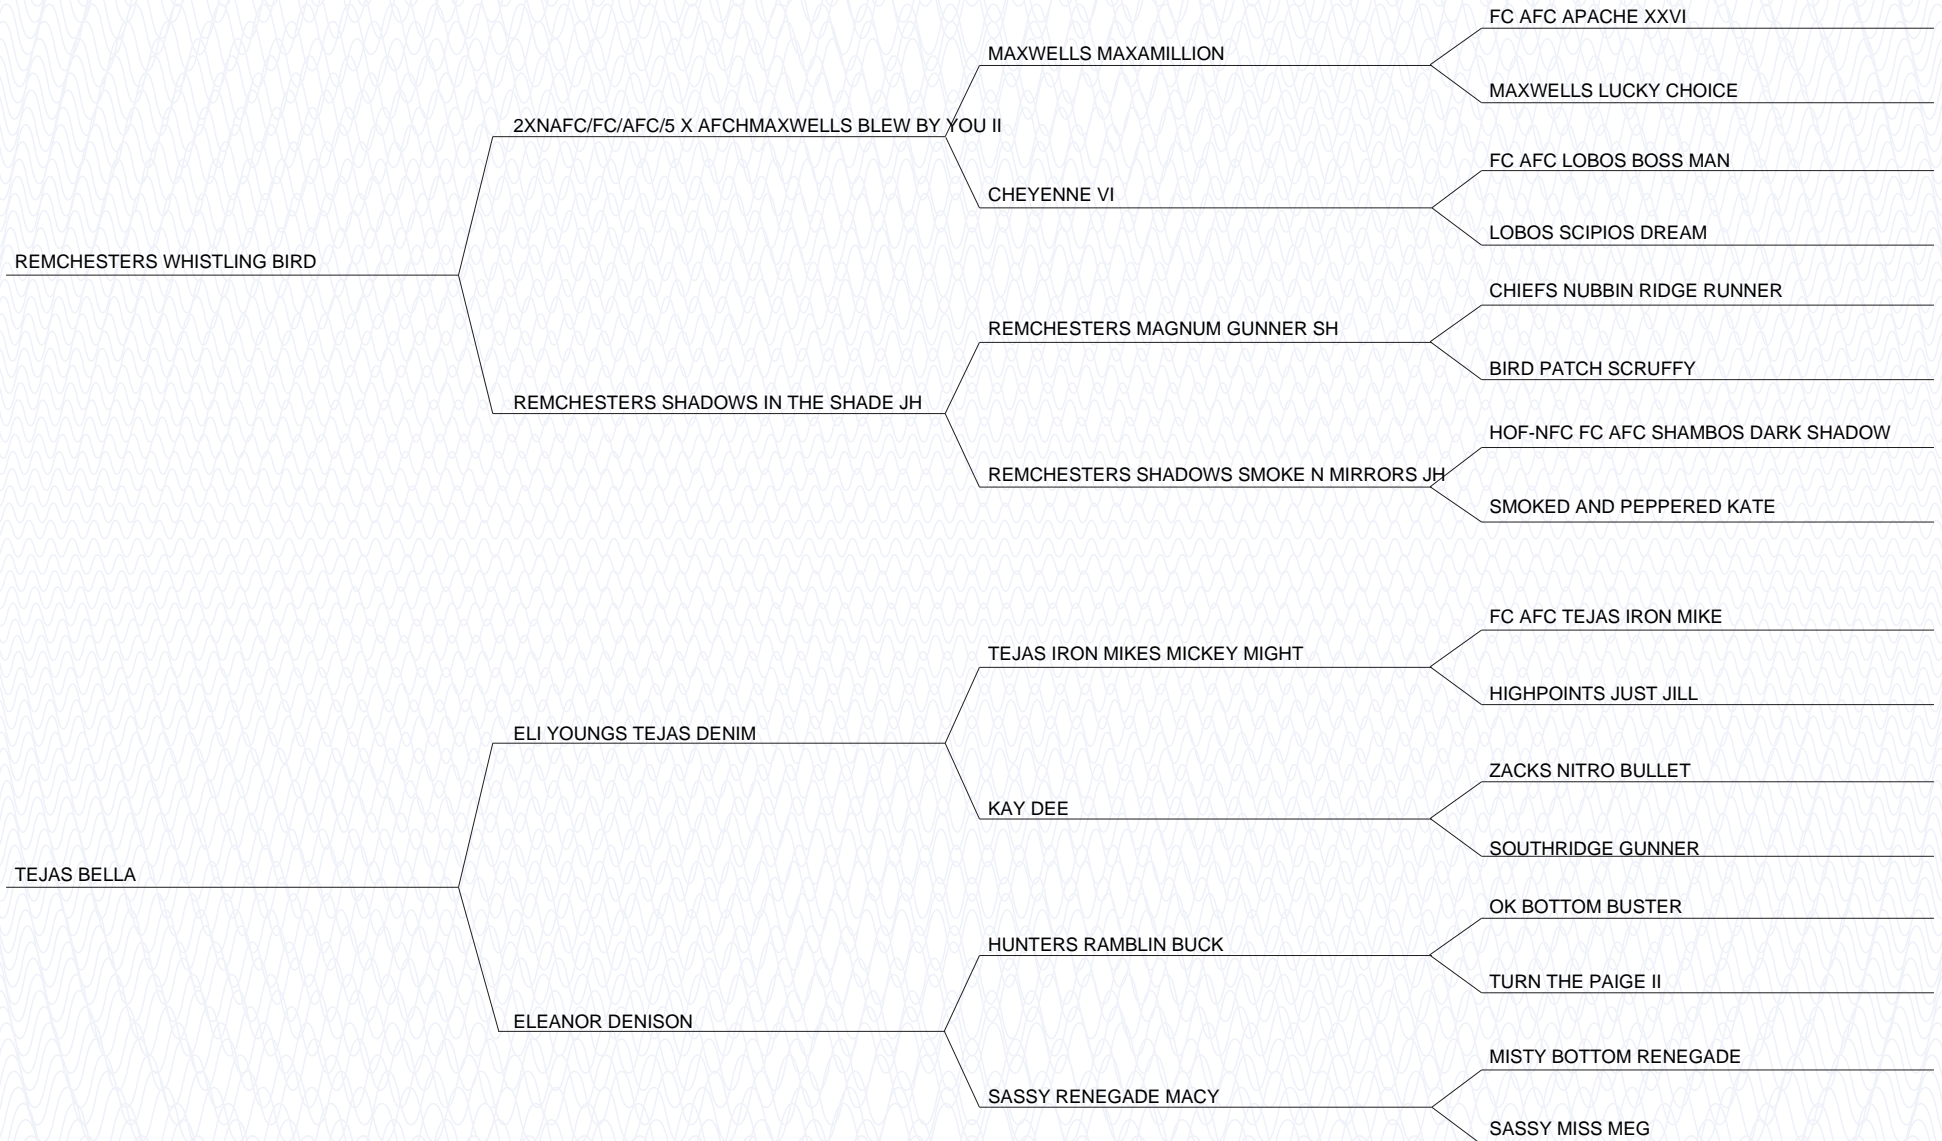 FC AFC APACHE XXVI
MAXWELLS MAXAMILLION
MAXWELLS LUCKY CHOICE
2XNAFC/FC/AFC/5 X AFCHMAXWELLS BLEW BY YOU II
FC AFC LOBOS BOSS MAN
CHEYENNE VI
LOBOS SCIPIOS DREAM
REMCHESTERS WHISTLING BIRD
CHIEFS NUBBIN RIDGE RUNNER
REMCHESTERS MAGNUM GUNNER SH
BIRD PATCH SCRUFFY
REMCHESTERS SHADOWS IN THE SHADE JH
HOF-NFC FC AFC SHAMBOS DARK SHADOW
REMCHESTERS SHADOWS SMOKE N MIRRORS JH
SMOKED AND PEPPERED KATE
FC AFC TEJAS IRON MIKE
TEJAS IRON MIKES MICKEY MIGHT
HIGHPOINTS JUST JILL
ELI YOUNGS TEJAS DENIM
ZACKS NITRO BULLET
KAY DEE
SOUTHRIDGE GUNNER
TEJAS BELLA
OK BOTTOM BUSTER
HUNTERS RAMBLIN BUCK
TURN THE PAIGE II
ELEANOR DENISON
MISTY BOTTOM RENEGADE
SASSY RENEGADE MACY
SASSY MISS MEG